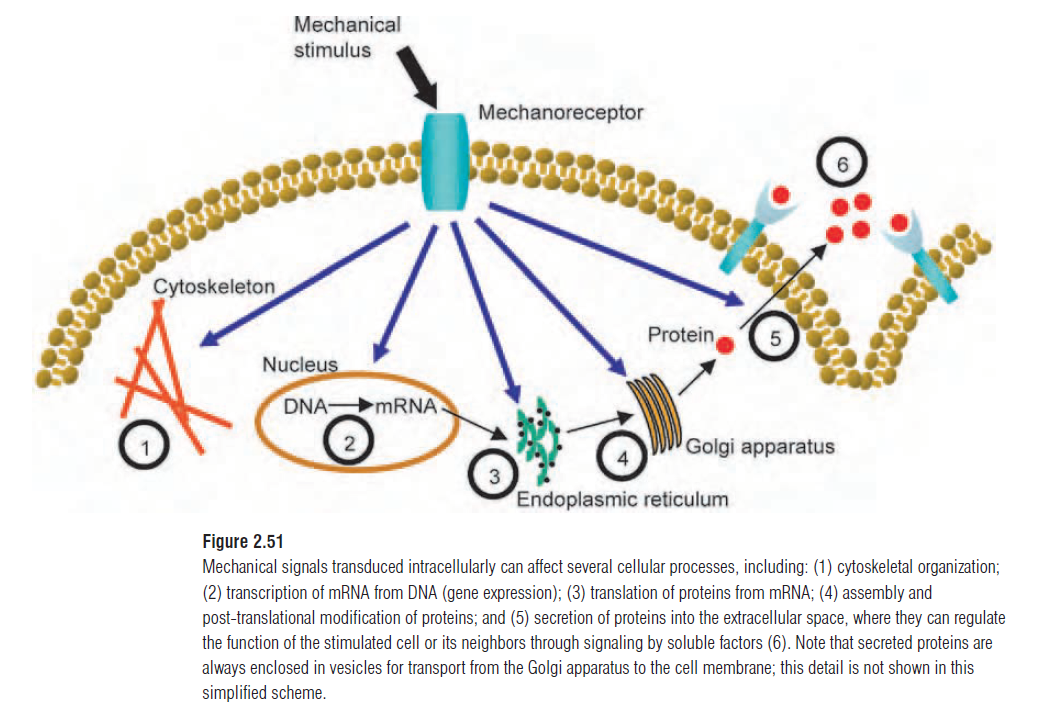 Mechanical
stimulus
Mechanoreceptor
6
Cytoskeleton
Protein
5
Nucleus
DNA mRNA
1
2
3
4
Golgi apparatus
Endoplasmic reticulum
Figure 2.51
Mechanical signals transduced intracellularly can affect several cellular processes, including: (1) cytoskeletal organization;
(2) transcription of mRNA from DNA (gene expression); (3) translation of proteins from mRNA; (4) assembly and
post-translational modification of proteins; and (5) secretion of proteins into the extracellular space, where they can regulate
the function of the stimulated cell or its neighbors through signaling by soluble factors (6). Note that secreted proteins are
always enclosed in vesicles for transport from the Golgi apparatus to the cell membrane; this detail is not shown in this
simplified scheme.